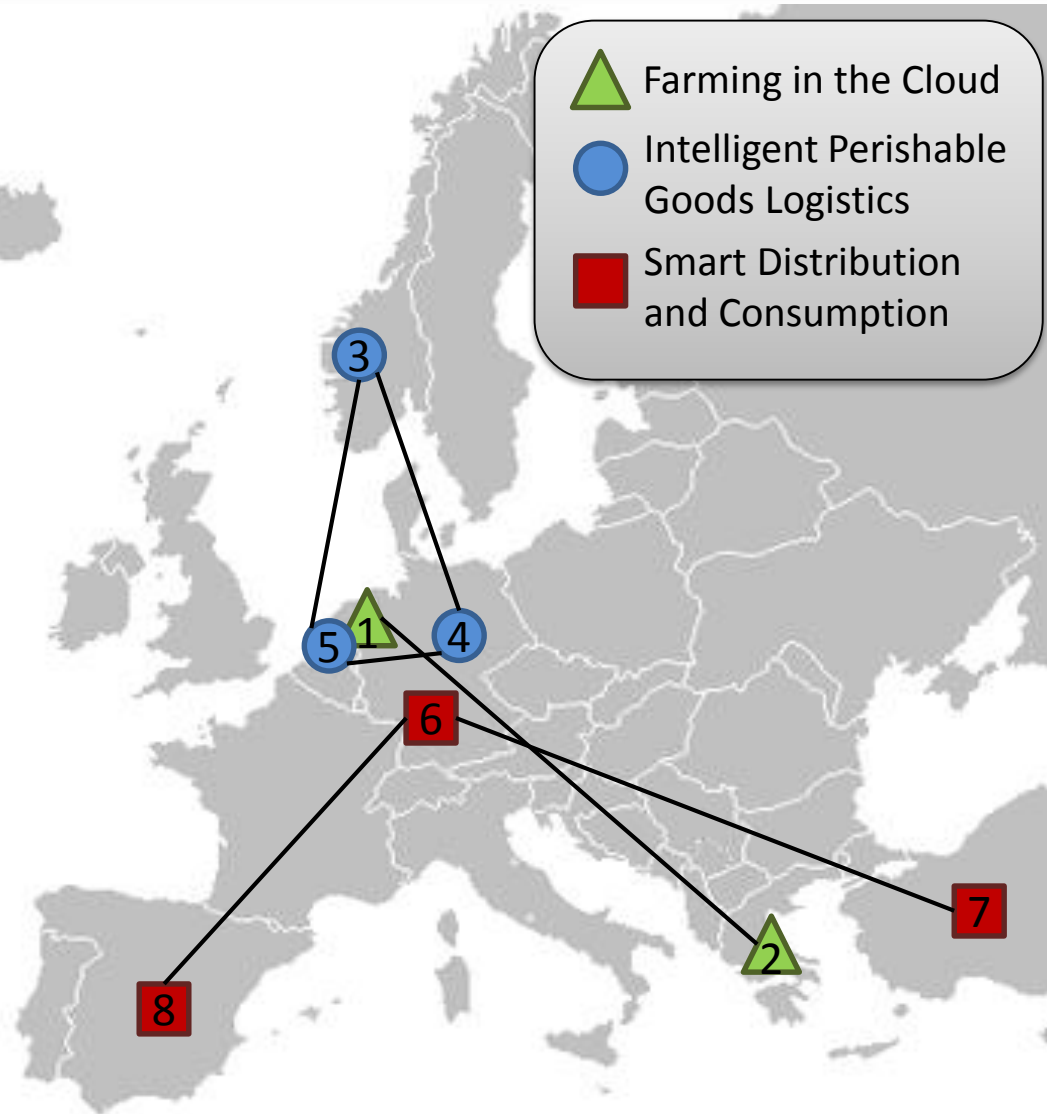 Farming in the Cloud
Intelligent Perishable
Goods Logistics
Smart Distribution
and Consumption
3
1
5
4
6
7
2
8